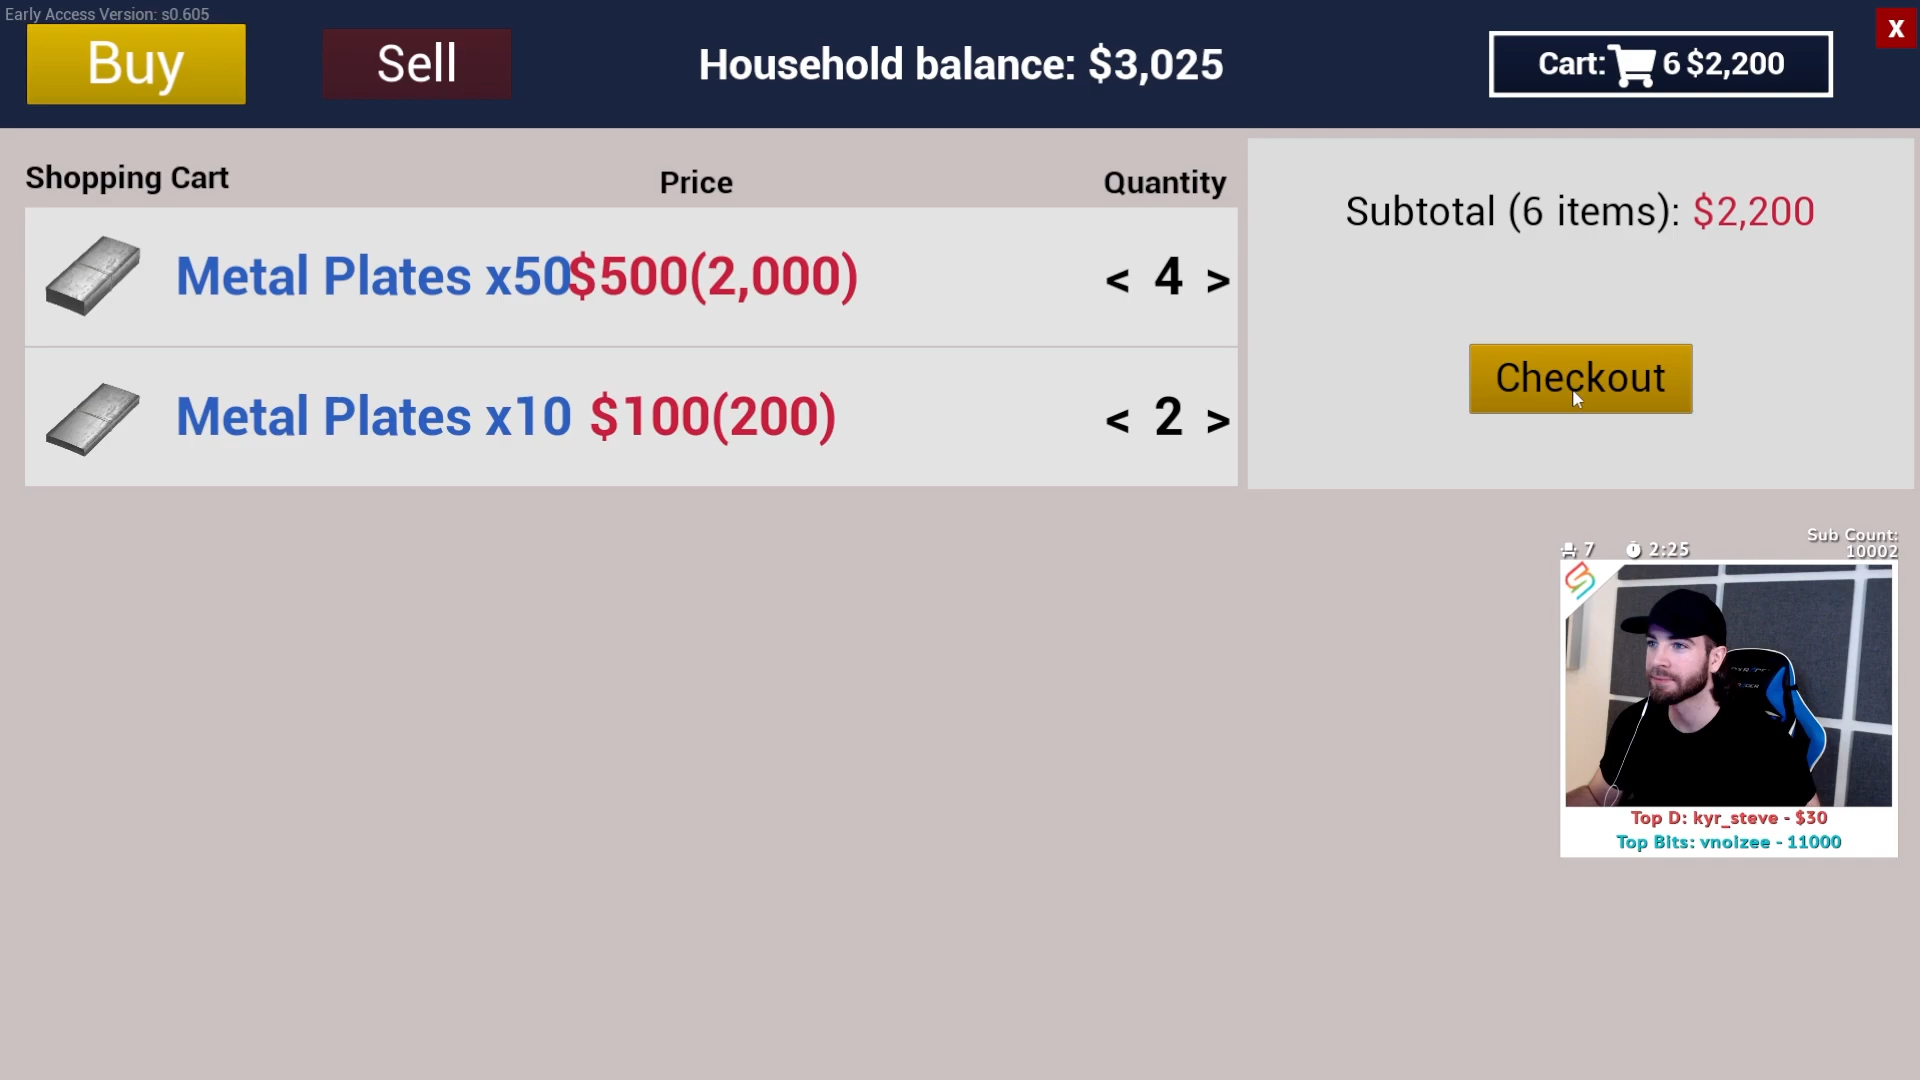 Early Access Version: s0.605
Buy
Sell
Household balance: $3,025
Cart: 6 $2,200
X
Shopping Cart
Price
Quantity
Metal Plates x50 $500(2,000) < 4 >
Metal Plates x10 $100(200) < 2 >
Subtotal (6 items): $2,200
Checkout
7
2:25
Sub Count:
10002
Top D: kyr_steve - $30
Top Bits: vnoizee - 11000